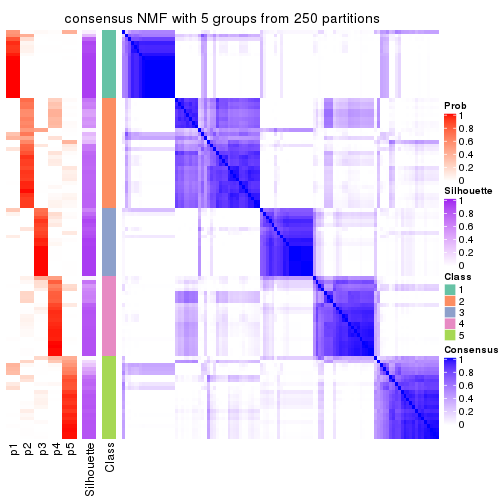 consensus NMF with 5 groups from 250 partitions
Prob
1
0.8
0.6
0.4
0.2
0
Silhouette
1
0.8
0.6
0.4
0.2
0
Class
1
2
3
4
5
Consensus
1
0.8
0.6
0.4
0.2
0
p1
p2
p3
p4
p5
Silhouette
Class